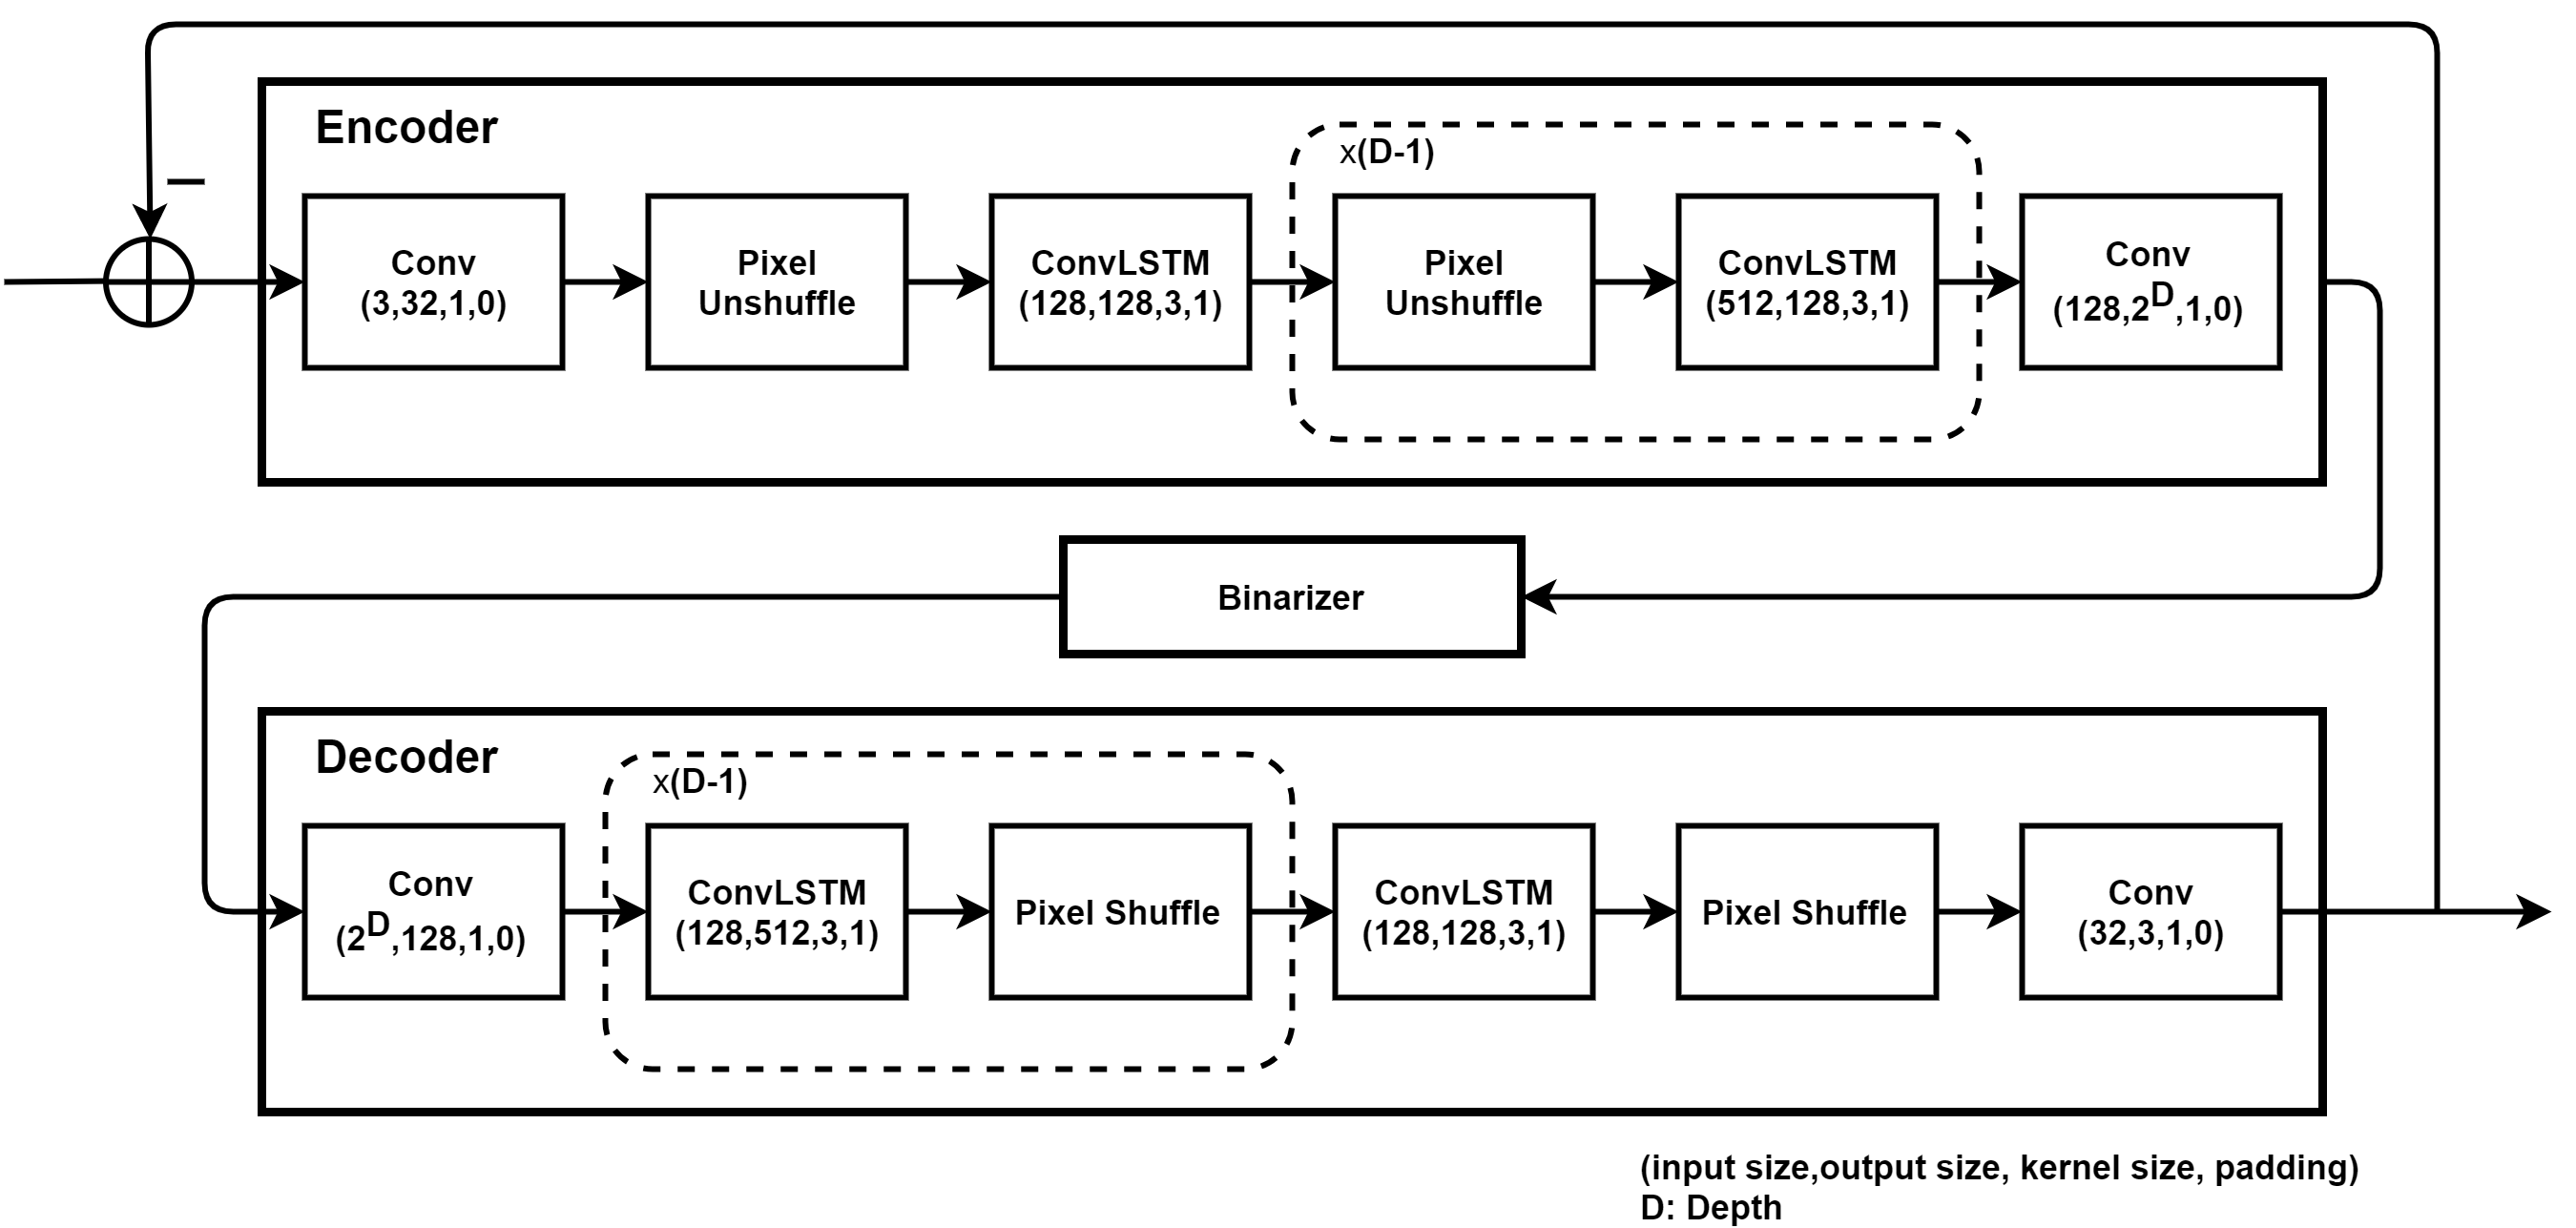 Encoder
x(D-1)
Conv
(3,32,1,0)
Pixel
Unshuffle
ConvLSTM
(128,128,3,1)
Pixel
Unshuffle
ConvLSTM
(512,128,3,1)
Conv
(128,2^D,1,0)
Binarizer
Decoder
x(D-1)
Conv
(2^D,128,1,0)
ConvLSTM
(128,512,3,1)
Pixel Shuffle
ConvLSTM
(128,128,3,1)
Pixel Shuffle
Conv
(32,3,1,0)
(input size,output size, kernel size, padding)
D: Depth